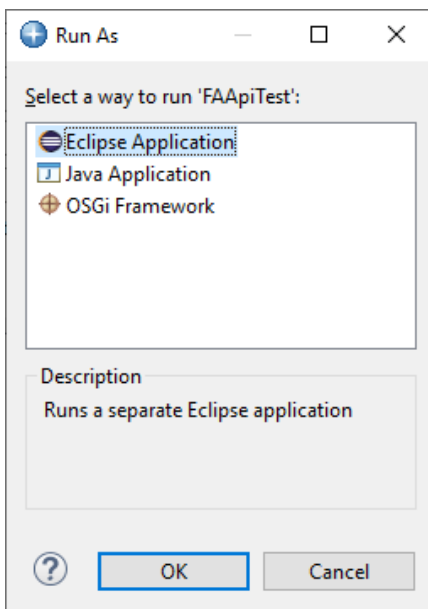 Run As
Select a way to run 'FAApiTest':
Eclipse Application
J Java Application
OSGi Framework
Description
Runs a separate Eclipse application
?
OK
Cancel